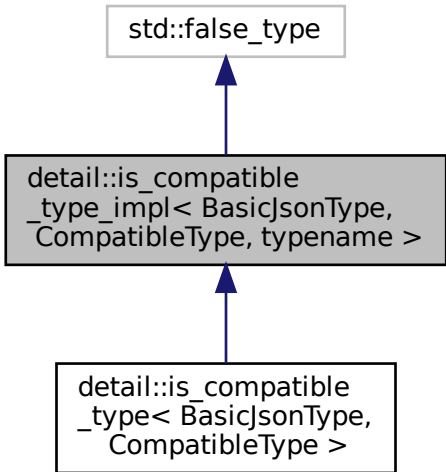 std::false_type
detail::is_compatible
_type_impl< BasicJsonType,
CompatibleType, typename >
detail::is_compatible
_type< BasicJsonType,
CompatibleType >